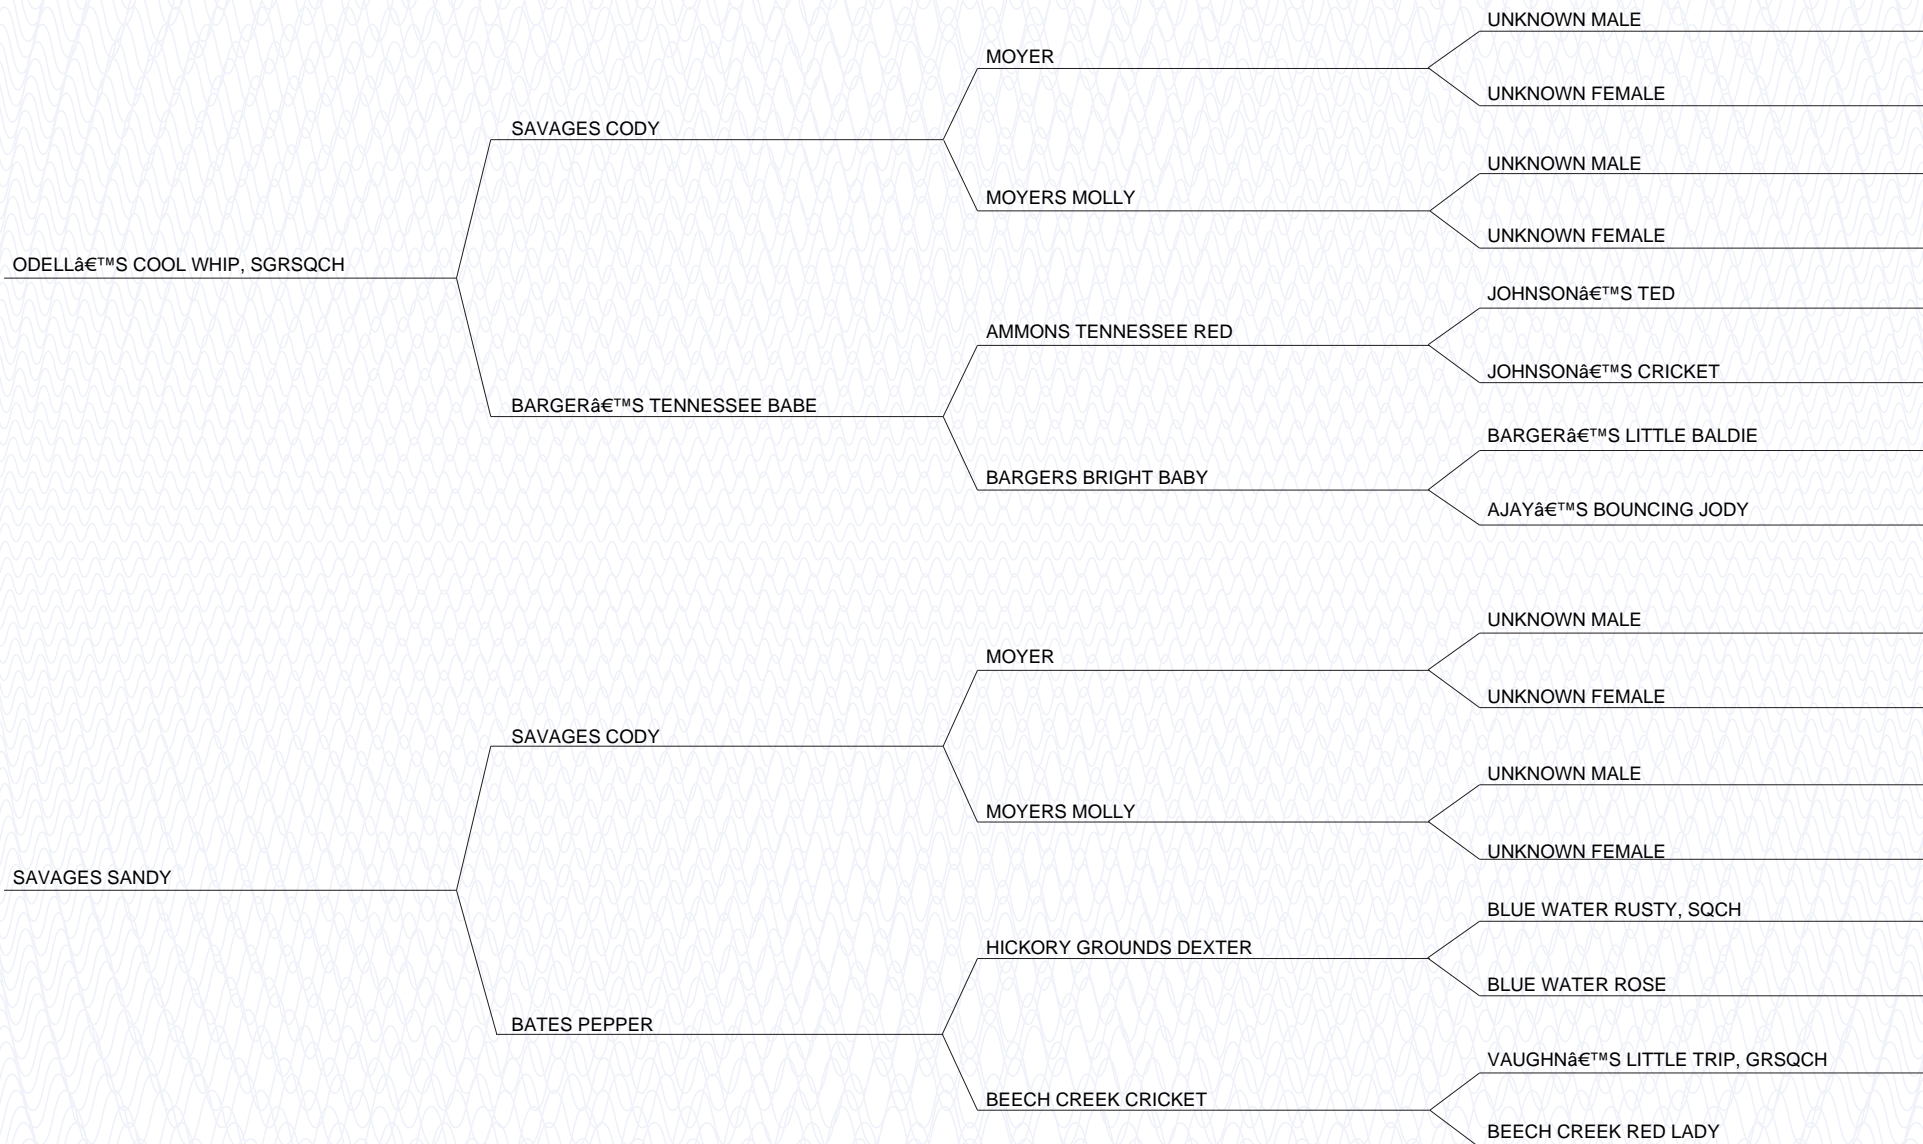 UNKNOWN MALE
MOYER
UNKNOWN FEMALE
SAVAGES CODY
UNKNOWN MALE
MOYERS MOLLY
UNKNOWN FEMALE
ODELLâ€™S COOL WHIP, SGRSQCH
JOHNSONâ€™S TED
AMMONS TENNESSEE RED
JOHNSONâ€™S CRICKET
BARGERâ€™S TENNESSEE BABE
BARGERâ€™S LITTLE BALDIE
BARGERS BRIGHT BABY
AJAYâ€™S BOUNCING JODY
UNKNOWN MALE
MOYER
UNKNOWN FEMALE
SAVAGES CODY
UNKNOWN MALE
MOYERS MOLLY
UNKNOWN FEMALE
SAVAGES SANDY
BLUE WATER RUSTY, SQCH
HICKORY GROUNDS DEXTER
BLUE WATER ROSE
BATES PEPPER
VAUGHNâ€™S LITTLE TRIP, GRSQCH
BEECH CREEK CRICKET
BEECH CREEK RED LADY